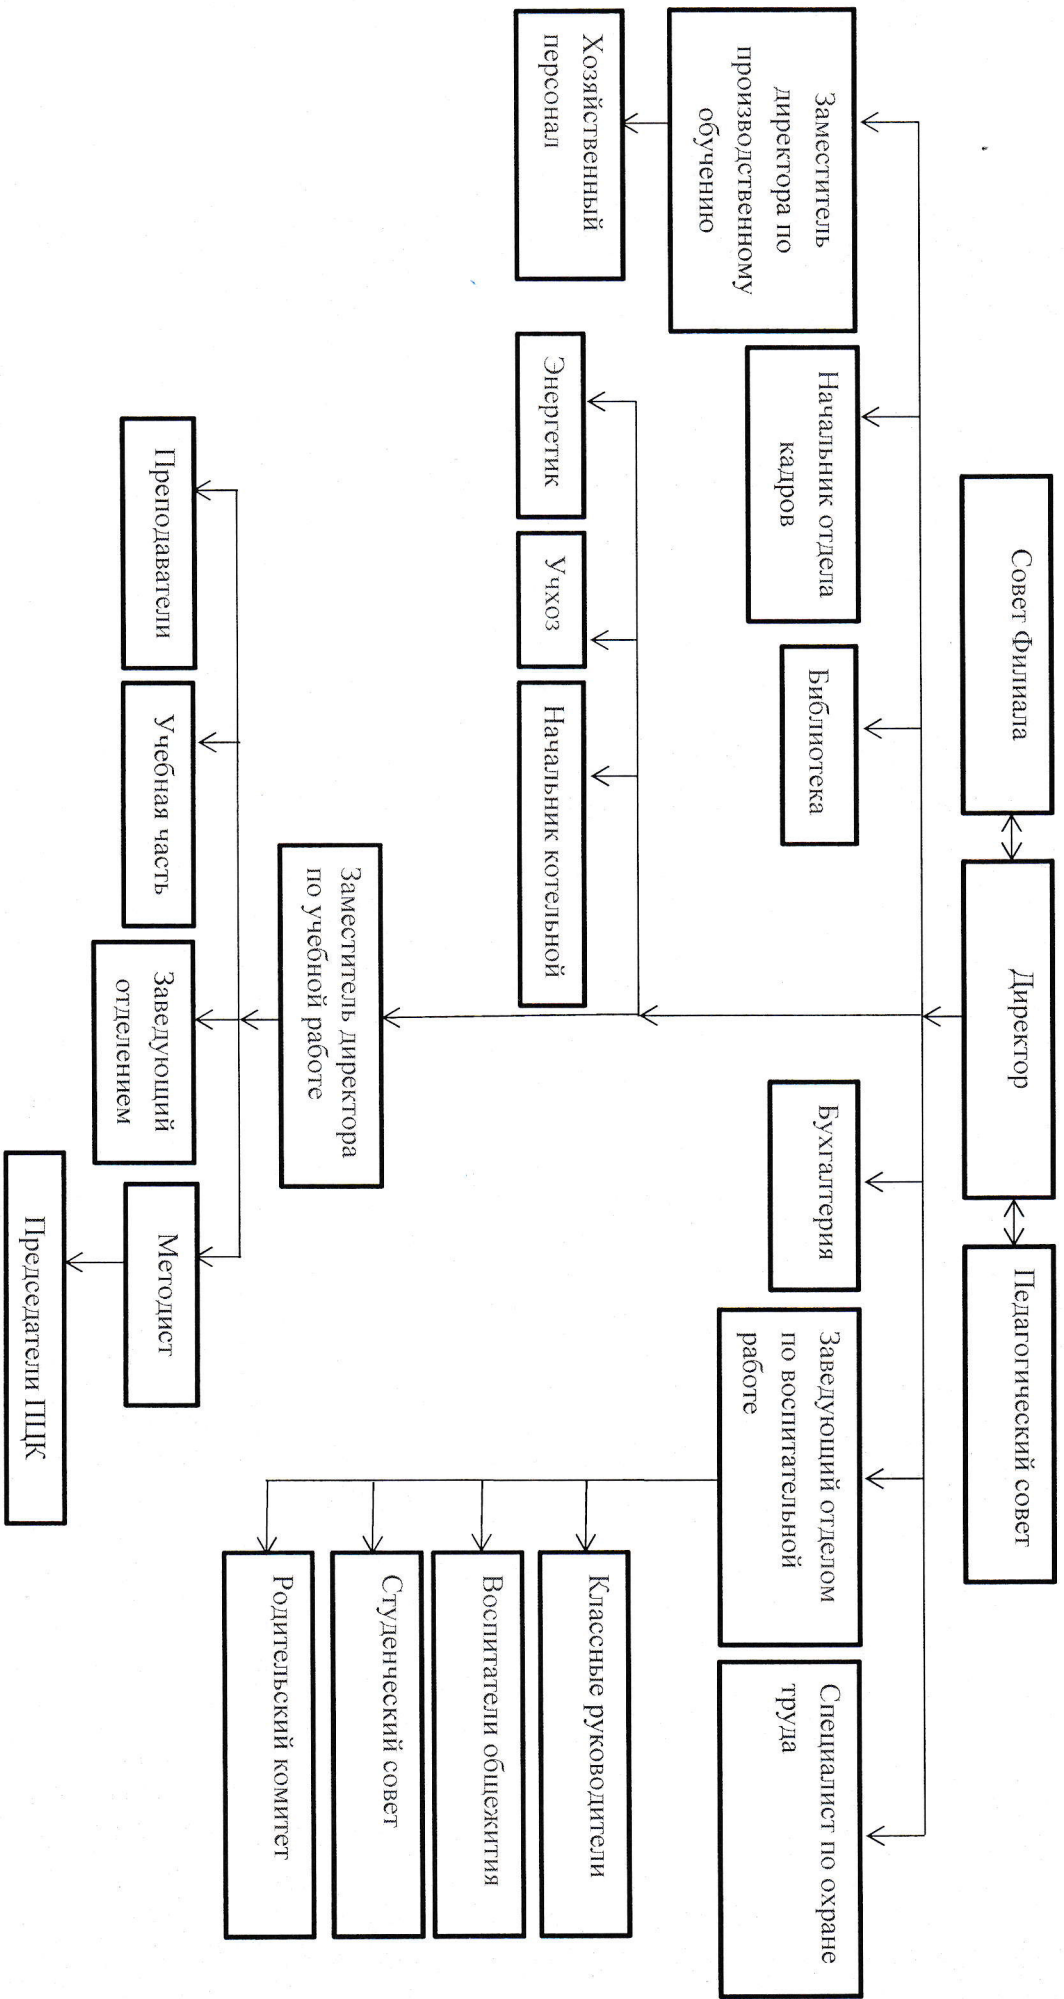 Совет Филиала
Директор
Педагогический совет
Заместитель
директора по
производственному
обучению
Начальник отдела
кадров
Библиотека
Бухгалтерия
Заведующий отделом
по воспитательной
работе
Специалист по охране
труда
Хозяйственный
персонал
Энергетик
Учхоз
Начальник котельной
Классные руководители
Воспитатели общежития
Студенческий совет
Родительский комитет
Заместитель директора
по учебной работе
Преподаватели
Учебная часть
Заведующий
отделением
Методист
Председатели ПЦК